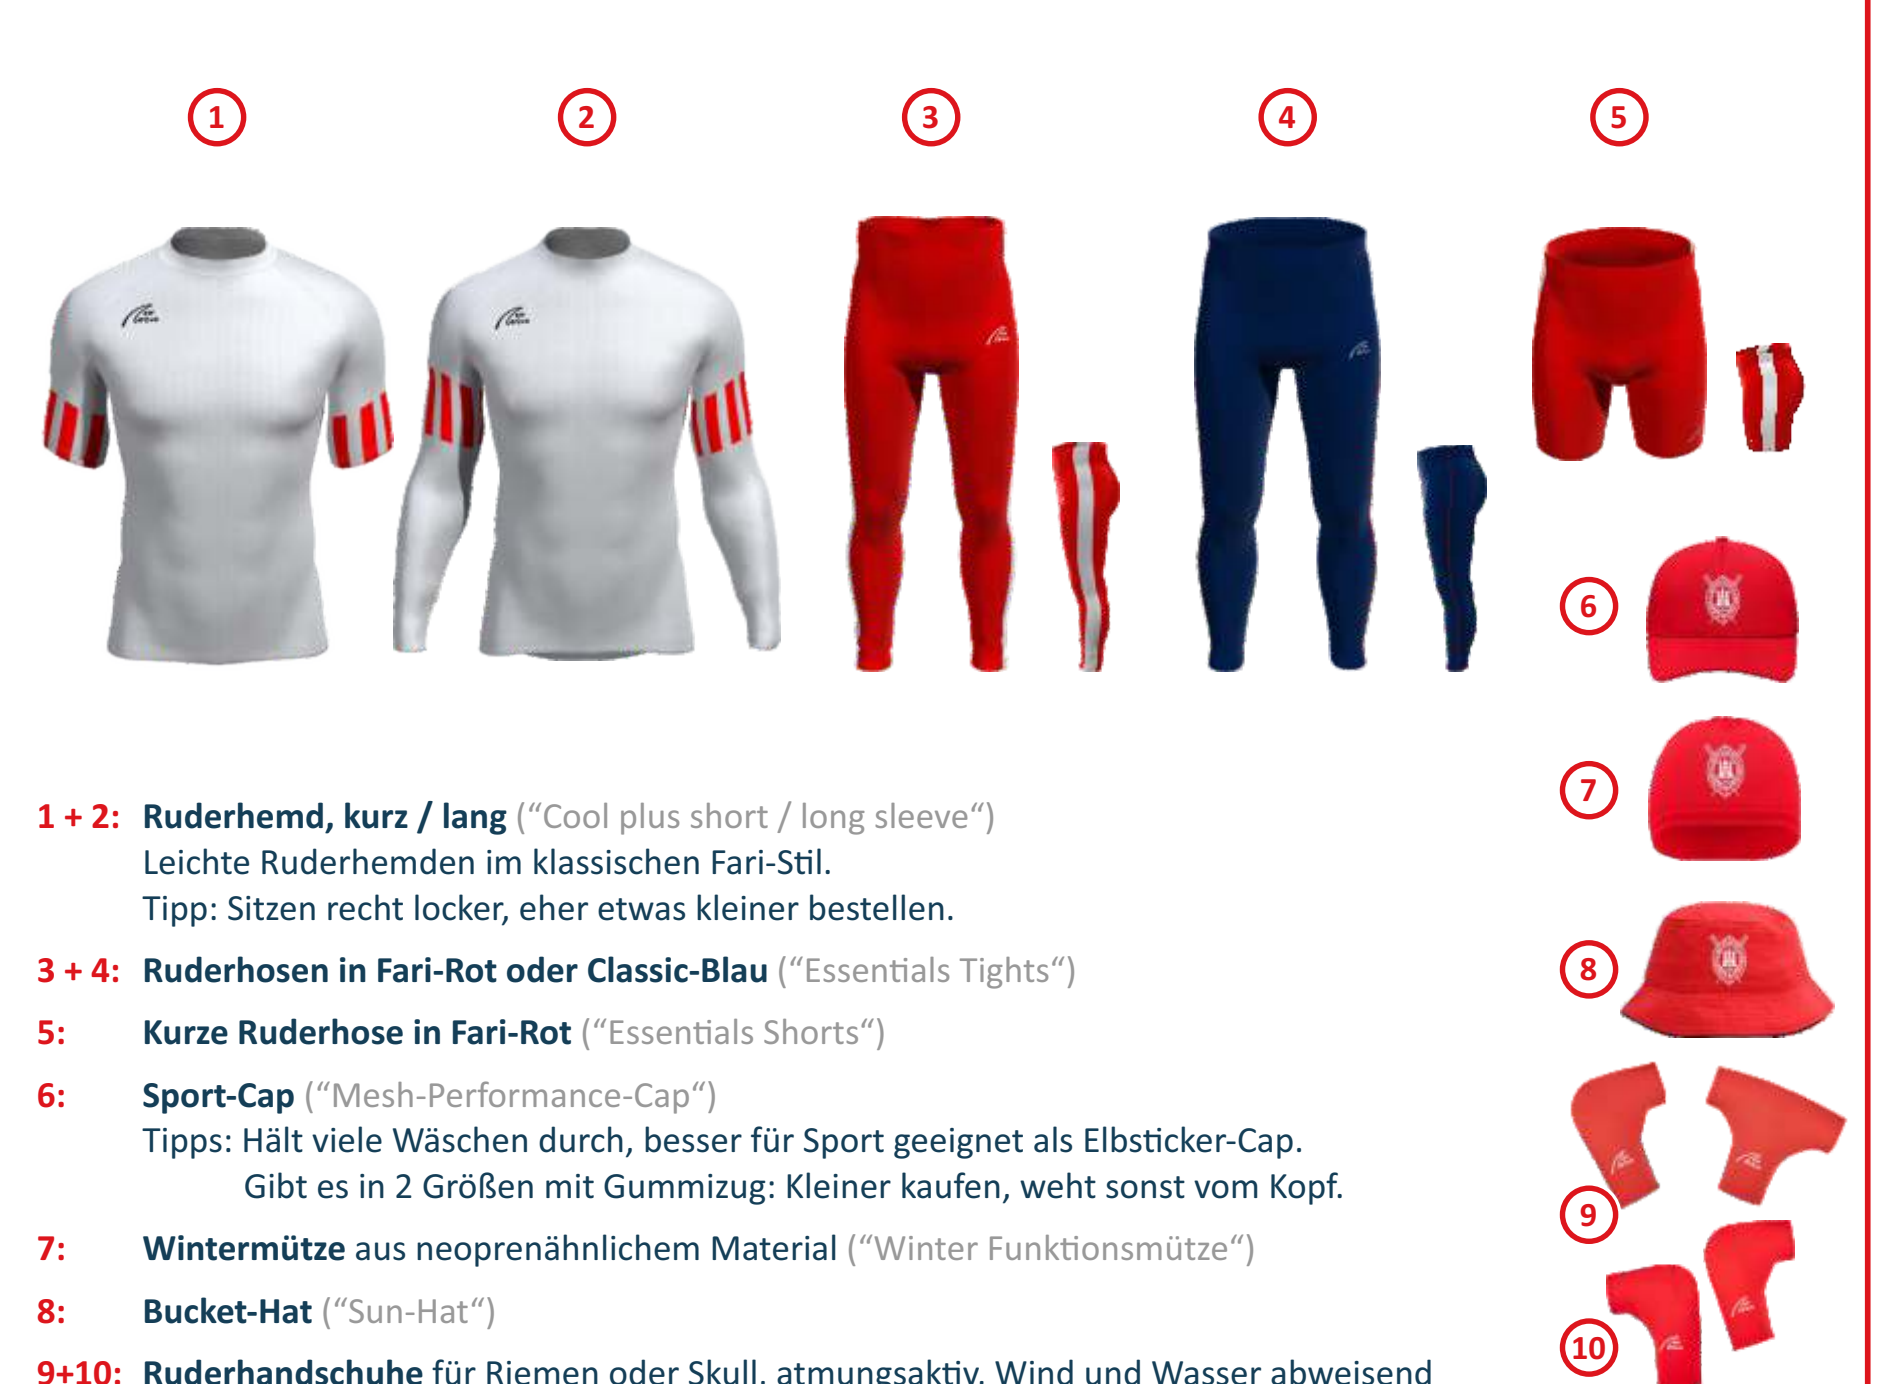 1
2
3
4
5
6
7
8
9
10
1 + 2: Ruderhemd, kurz / lang (“Cool plus short / long sleeve“)
Leichte Ruderhemden im klassischen Fari-Stil.
Tipp: Sitzen recht locker, eher etwas kleiner bestellen.
3 + 4: Ruderhosen in Fari-Rot oder Classic-Blau (“Essentials Tights“)
5: Kurze Ruderhose in Fari-Rot (“Essentials Shorts“)
6: Sport-Cap (“Mesh-Performance-Cap“)
Tipps: Hält viele Wäschen durch, besser für Sport geeignet als Elbsticker-Cap.
Gibt es in 2 Größen mit Gummizug: Kleiner kaufen, weht sonst vom Kopf.
7: Wintermütze aus neoprenähnlichem Material (“Winter Funktionsmütze“)
8: Bucket-Hat (“Sun-Hat“)
9+10: Ruderhandschuhe für Riemen oder Skull, atmungsaktiv, Wind und Wasser abweisend